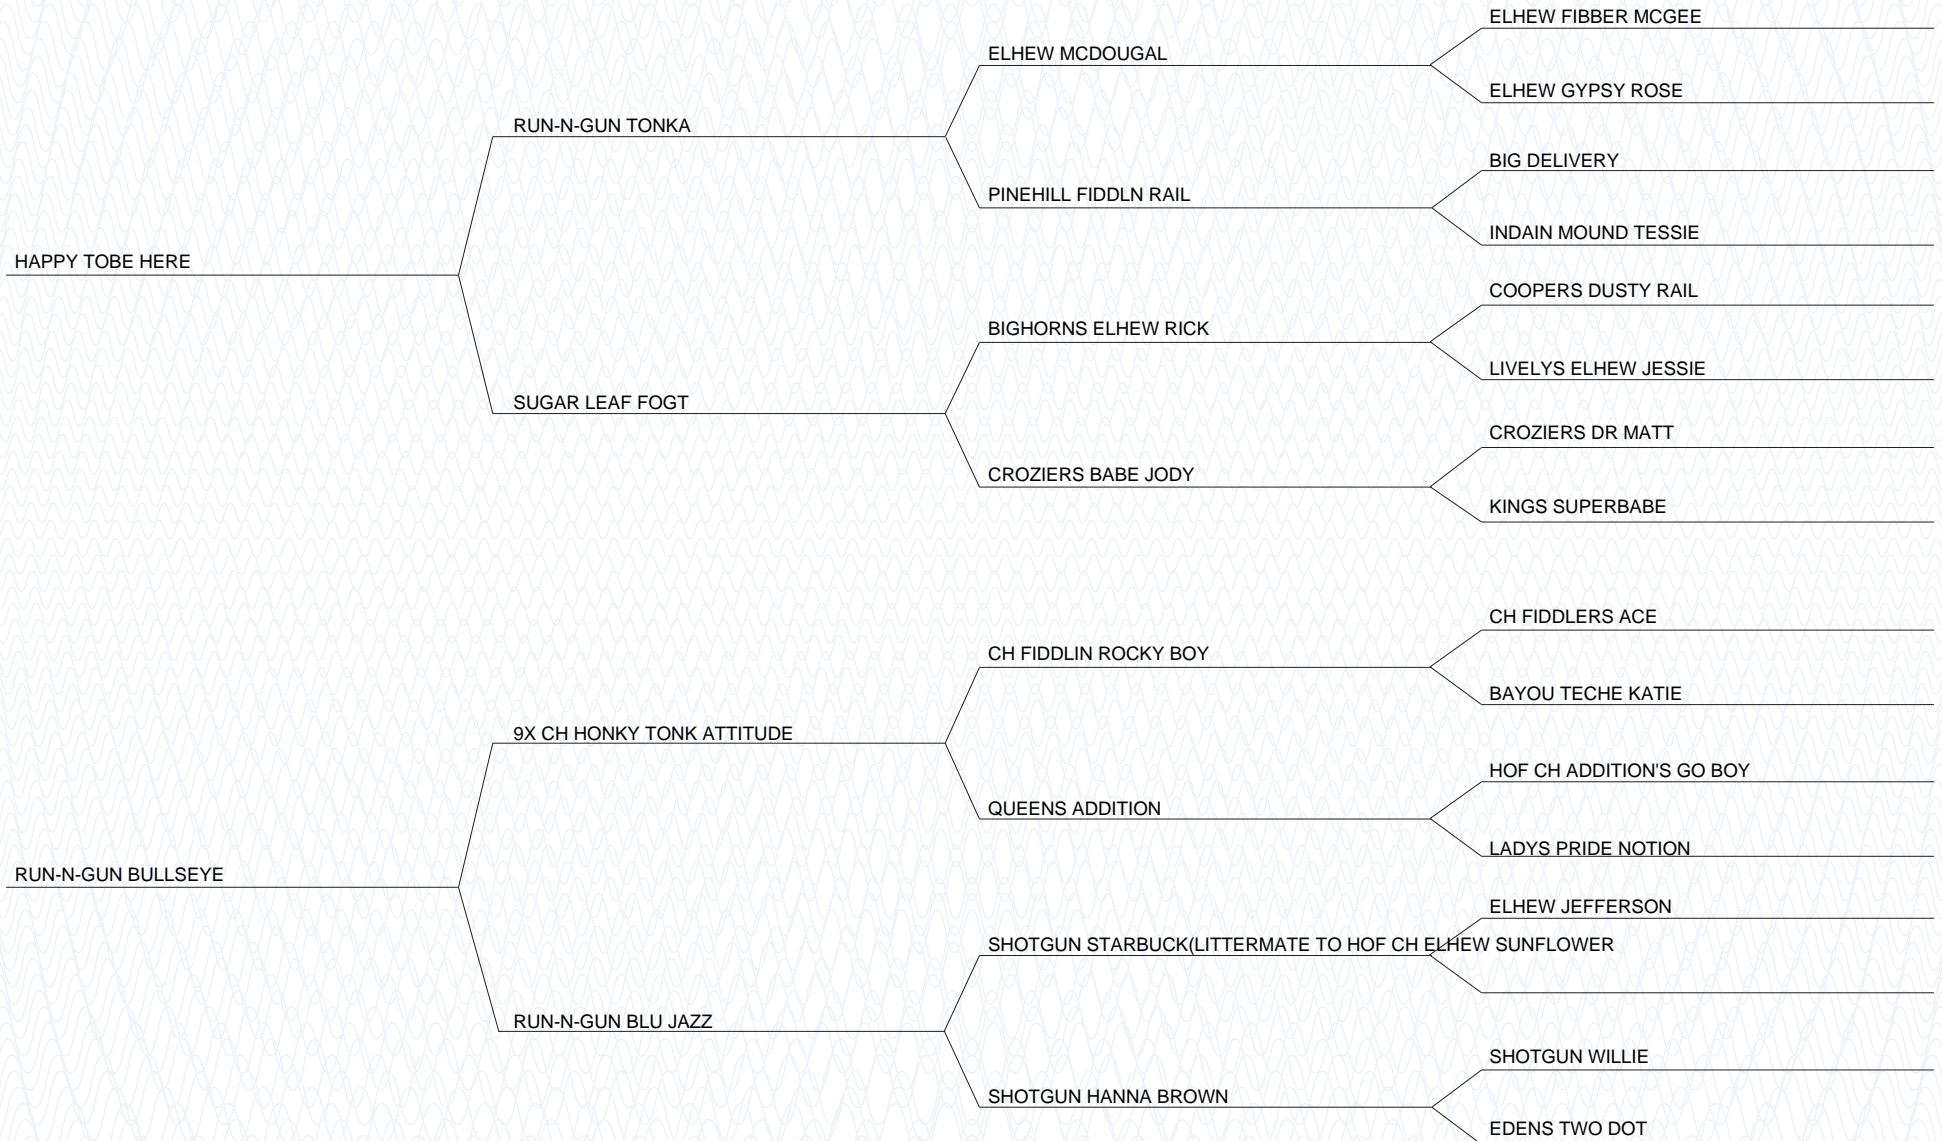 ELHEW FIBBER MCGEE
ELHEW MCDOUGAL
ELHEW GYPSY ROSE
RUN-N-GUN TONKA
BIG DELIVERY
PINEHILL FIDDLN RAIL
INDAIN MOUND TESSIE
HAPPY TOBE HERE
COOPERS DUSTY RAIL
BIGHORNS ELHEW RICK
LIVELYS ELHEW JESSIE
SUGAR LEAF FOGT
CROZIERS DR MATT
CROZIERS BABE JODY
KINGS SUPERBABE
CH FIDDLERS ACE
CH FIDDLIN ROCKY BOY
BAYOU TECHE KATIE
9X CH HONKY TONK ATTITUDE
HOF CH ADDITION'S GO BOY
QUEENS ADDITION
LADYS PRIDE NOTION
RUN-N-GUN BULLSEYE
ELHEW JEFFERSON
SHOTGUN STARBUCK(LITTERMATE TO HOF CH ELHEW SUNFLOWER
RUN-N-GUN BLU JAZZ
SHOTGUN WILLIE
SHOTGUN HANNA BROWN
EDENS TWO DOT